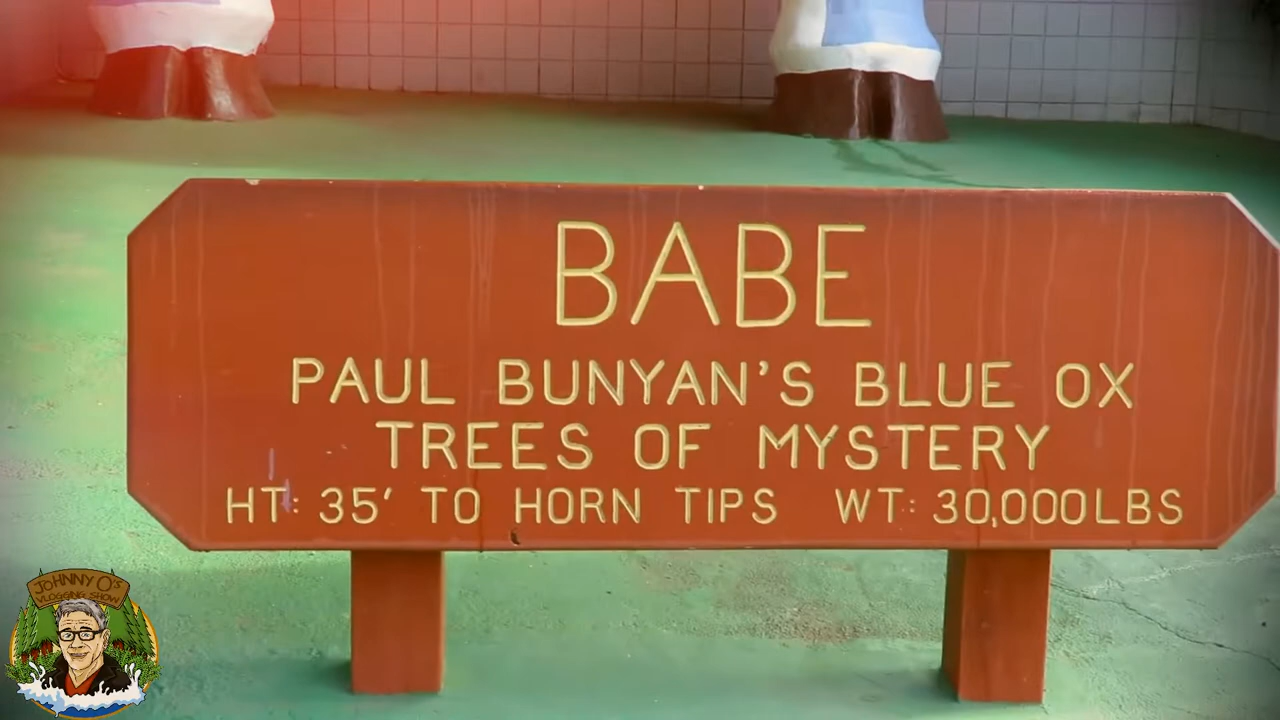 BABE
PAUL BUNYAN'S BLUE OX
TREES OF MYSTERY
HT: 35' TO HORN TIPS WT: 30,000LBS
JOHNNY O'S
VLOGGING SHOW